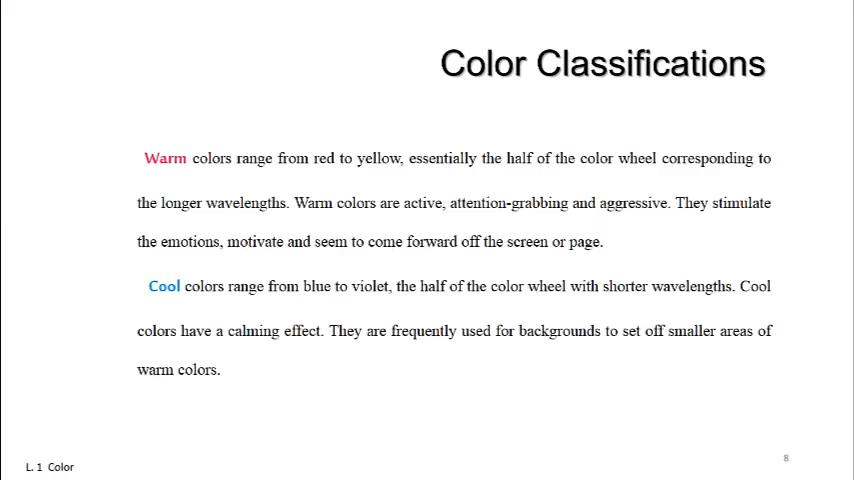 Color Classifications
Warm colors range from red to yellow, essentially the half of the color wheel corresponding to
the longer wavelengths. Warm colors are active, attention-grabbing and aggressive. They stimulate
the emotions, motivate and seem to come forward off the screen or page.
Cool colors range from blue to violet, the half of the color wheel with shorter wavelengths. Cool
colors have a calming effect. They are frequently used for backgrounds to set off smaller areas of
warm colors.
8
L. 1 Color